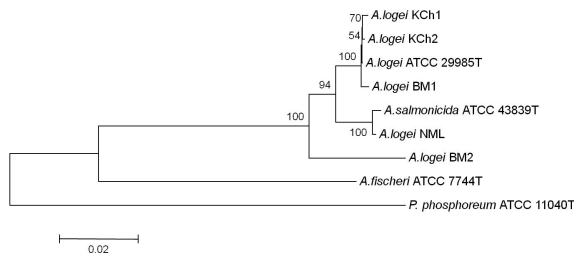 70
A.logei KCh1
54
A.logei KCh2
100
A.logei ATCC 29985T
94
A.logei BM1
A.salmonicida ATCC 43839T
100
100
A.logei NML
A.logei BM2
A.fischeri ATCC 7744T
P. phosphoreum ATCC 11040T
0.02